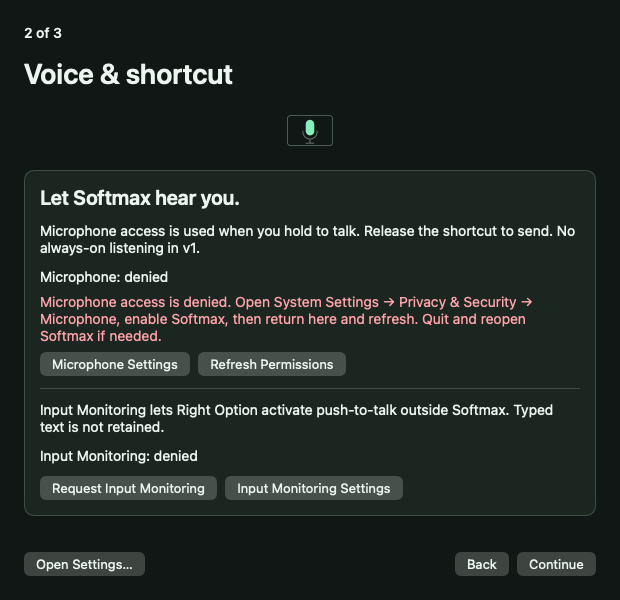 2 of 3
Voice & shortcut
Let Softmax hear you.
Microphone access is used when you hold to talk. Release the shortcut to send. No
always-on listening in v1.
Microphone: denied
Microphone access is denied. Open System Settings → Privacy & Security →
Microphone, enable Softmax, then return here and refresh. Quit and reopen
Softmax if needed.
Microphone Settings
Refresh Permissions
Input Monitoring lets Right Option activate push-to-talk outside Softmax. Typed
text is not retained.
Input Monitoring: denied
Request Input Monitoring
Input Monitoring Settings
Open Settings...
Back
Continue